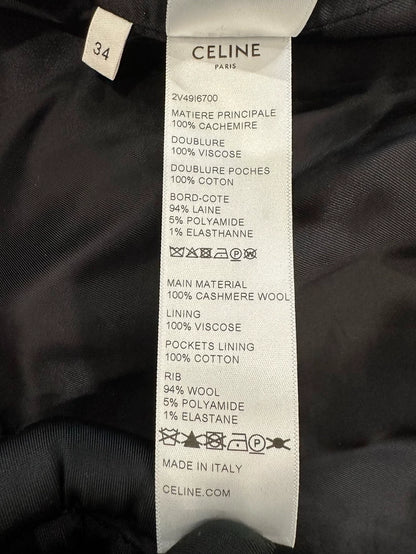 34
CELINE
PARIS
2V49I6700
MATIERE PRINCIPALE
100% CACHEMIRE
DOUBLURE
100% VISCOSE
DOUBLURE POCHES
100% COTON
BORD-COTE
94% LAINE
5% POLYAMIDE
1% ELASTHANNE
MAIN MATERIAL
100% CASHMERE WOOL
LINING
100% VISCOSE
POCKETS LINING
100% COTTON
RIB
94% WOOL
5% POLYAMIDE
1% ELASTANE
MADE IN ITALY
CELINE.COM